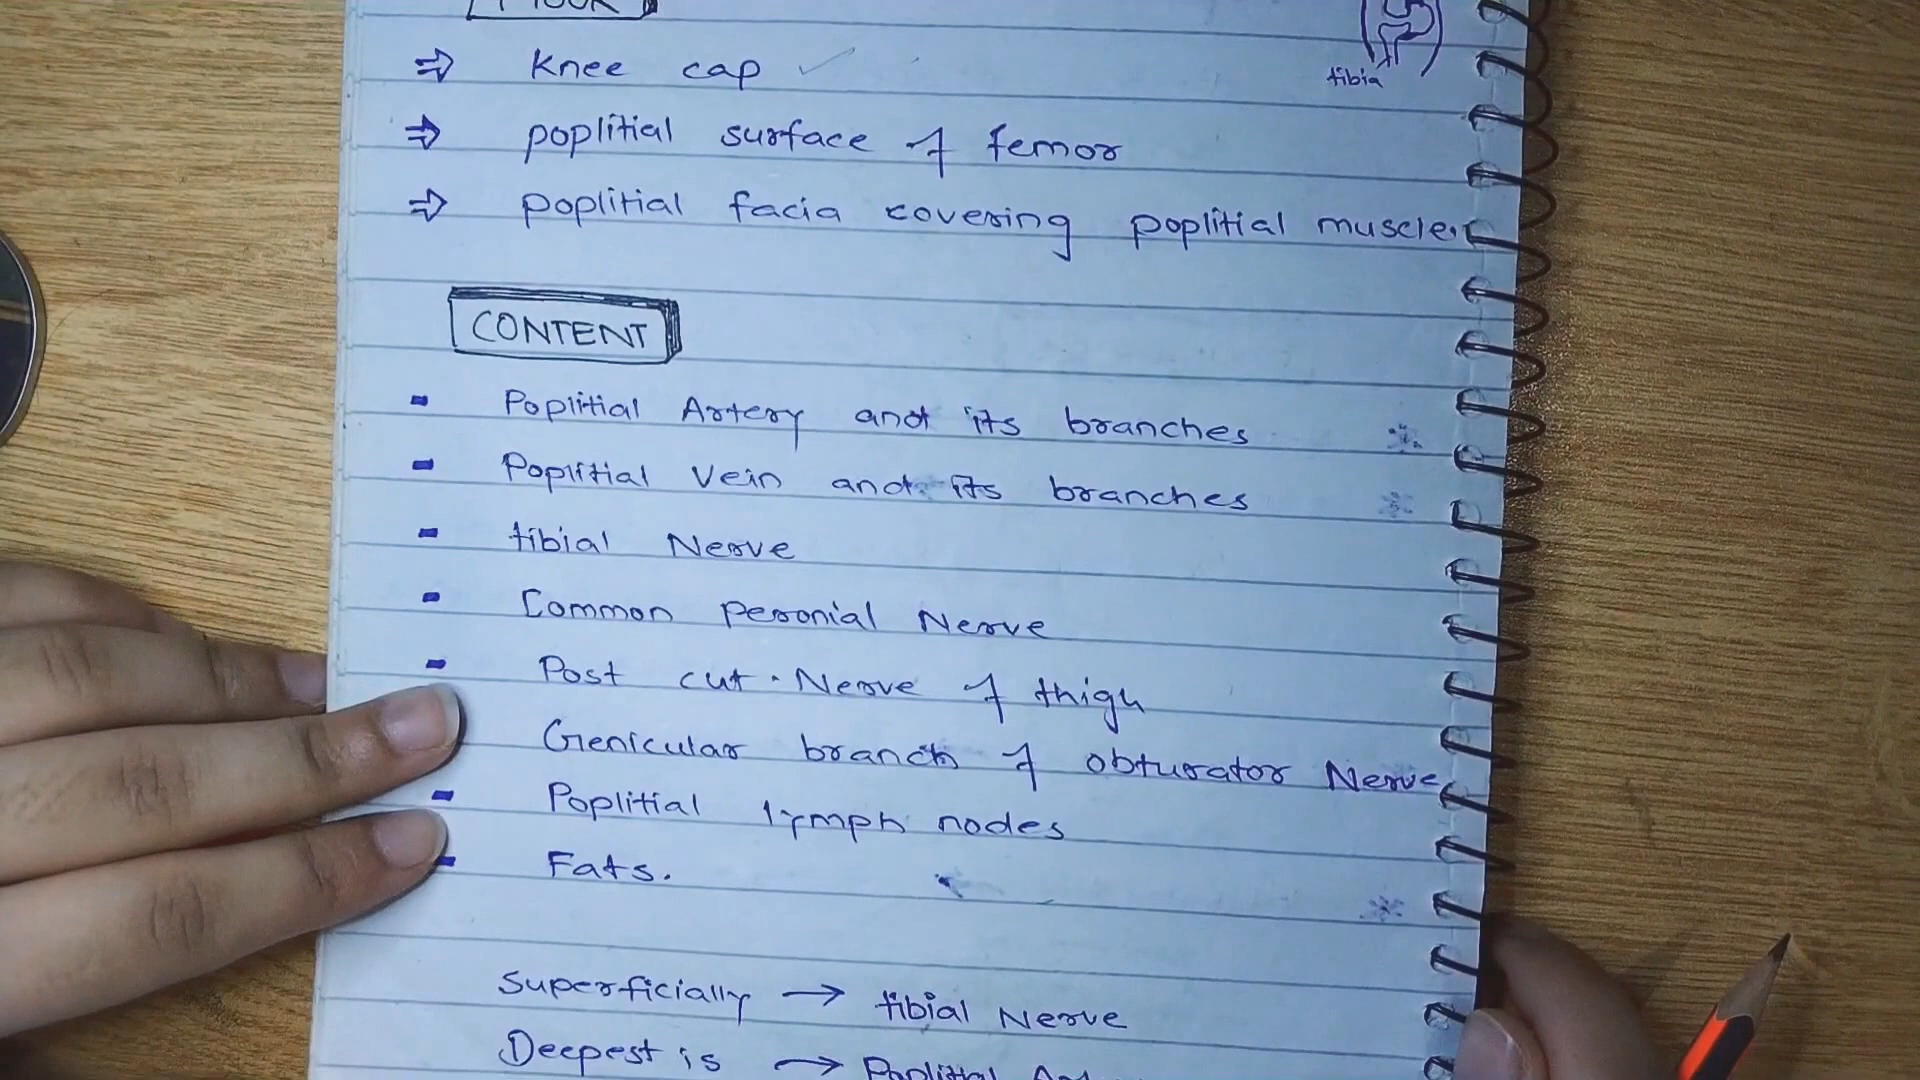 tibia
⇒ Knee cap ✓
⇒ poplitial surface of femor
⇒ poplitial facia covering poplitial muscles
CONTENT
- Poplitial Artery and its branches
- Poplitial Vein and its branches
- tibial Nerve
- Common peronial Nerve
- Post cut. Nerve of thigh
Genicular branch of obturator Nerve
- Poplitial lymph nodes
- Fats.
Superficially → tibial Nerve
Deepest is → Poplitial